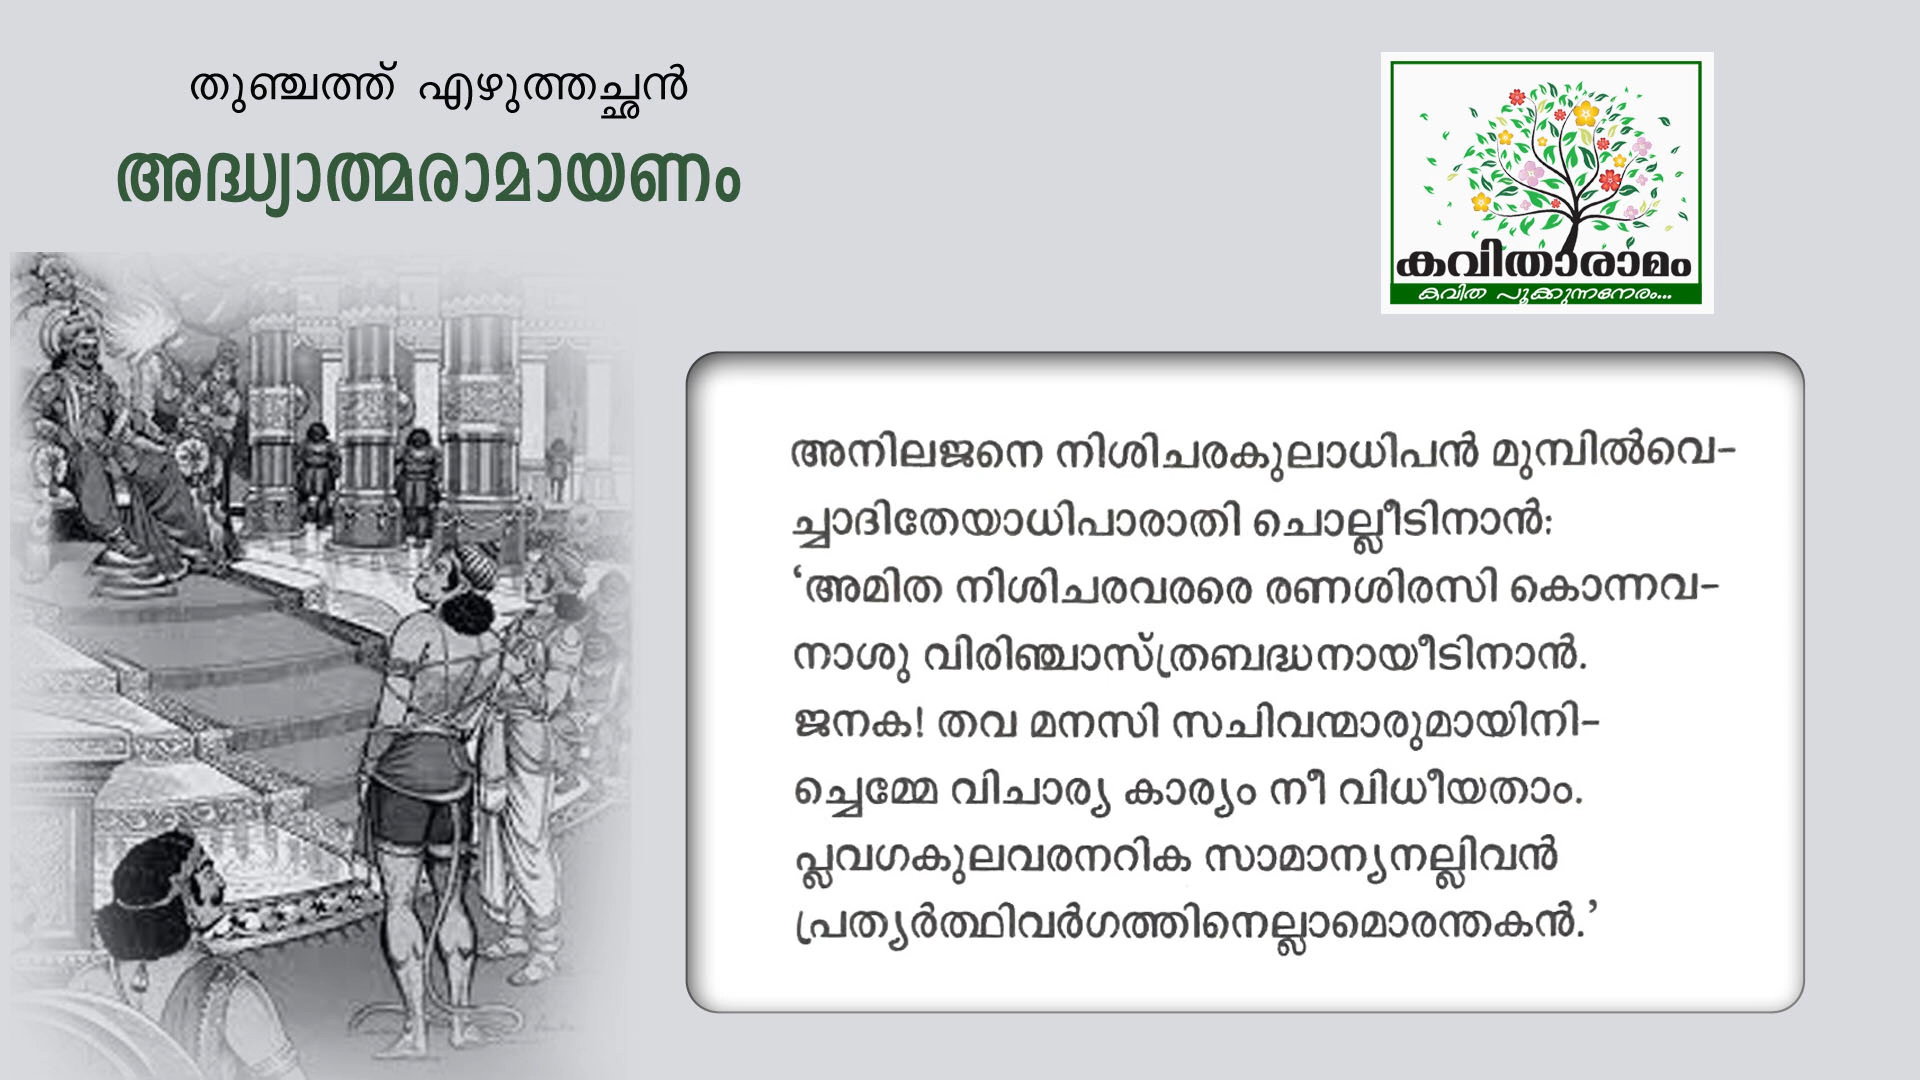 തുഞ്ചത്ത് എഴുത്തച്ഛൻ
അദ്ധ്യാത്മരാമായണം
കവിതാരാമം
കവിത പൂക്കുന്നനേരം...
അനിലജനെ നിശിചരകുലാധിപൻ മുമ്പിൽവെ-
ച്ചാദിതേയാധിപാരാതി ചൊല്ലീടിനാൻ:
‘അമിത നിശിചരവരരെ രണശിരസി കൊന്നവ-
നാശു വിരിഞ്ചാസ്ത്രബദ്ധനായീടിനാൻ.
ജനക! തവ മനസി സചിവന്മാരുമായിനി-
ച്ചെമ്മേ വിചാര്യ കാര്യം നീ വിധീയതാം.
പ്ലവഗകുലവരനറിക സാമാന്യനല്ലിവൻ
പ്രത്യർത്ഥിവർഗത്തിനെല്ലാമൊരന്തകൻ.’